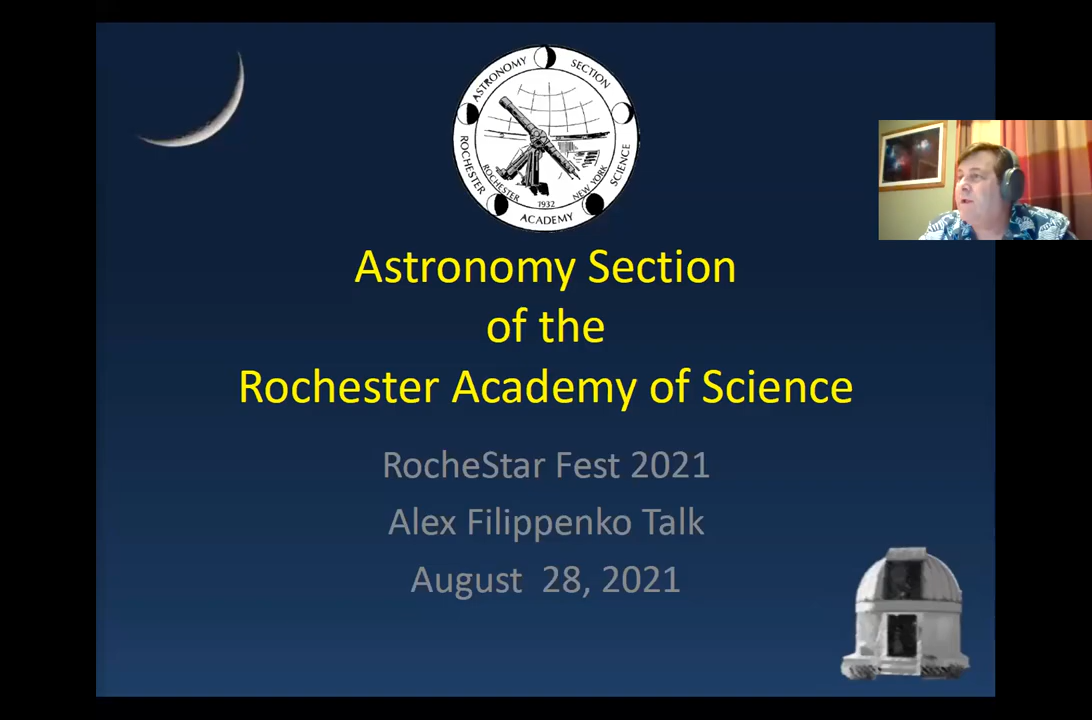 ASTRONOMY SECTION
ROCHESTER ACADEMY SCIENCE
ROCHESTER 1932 NEW YORK
Astronomy Section
of the
Rochester Academy of Science
RocheStar Fest 2021
Alex Filippenko Talk
August 28, 2021